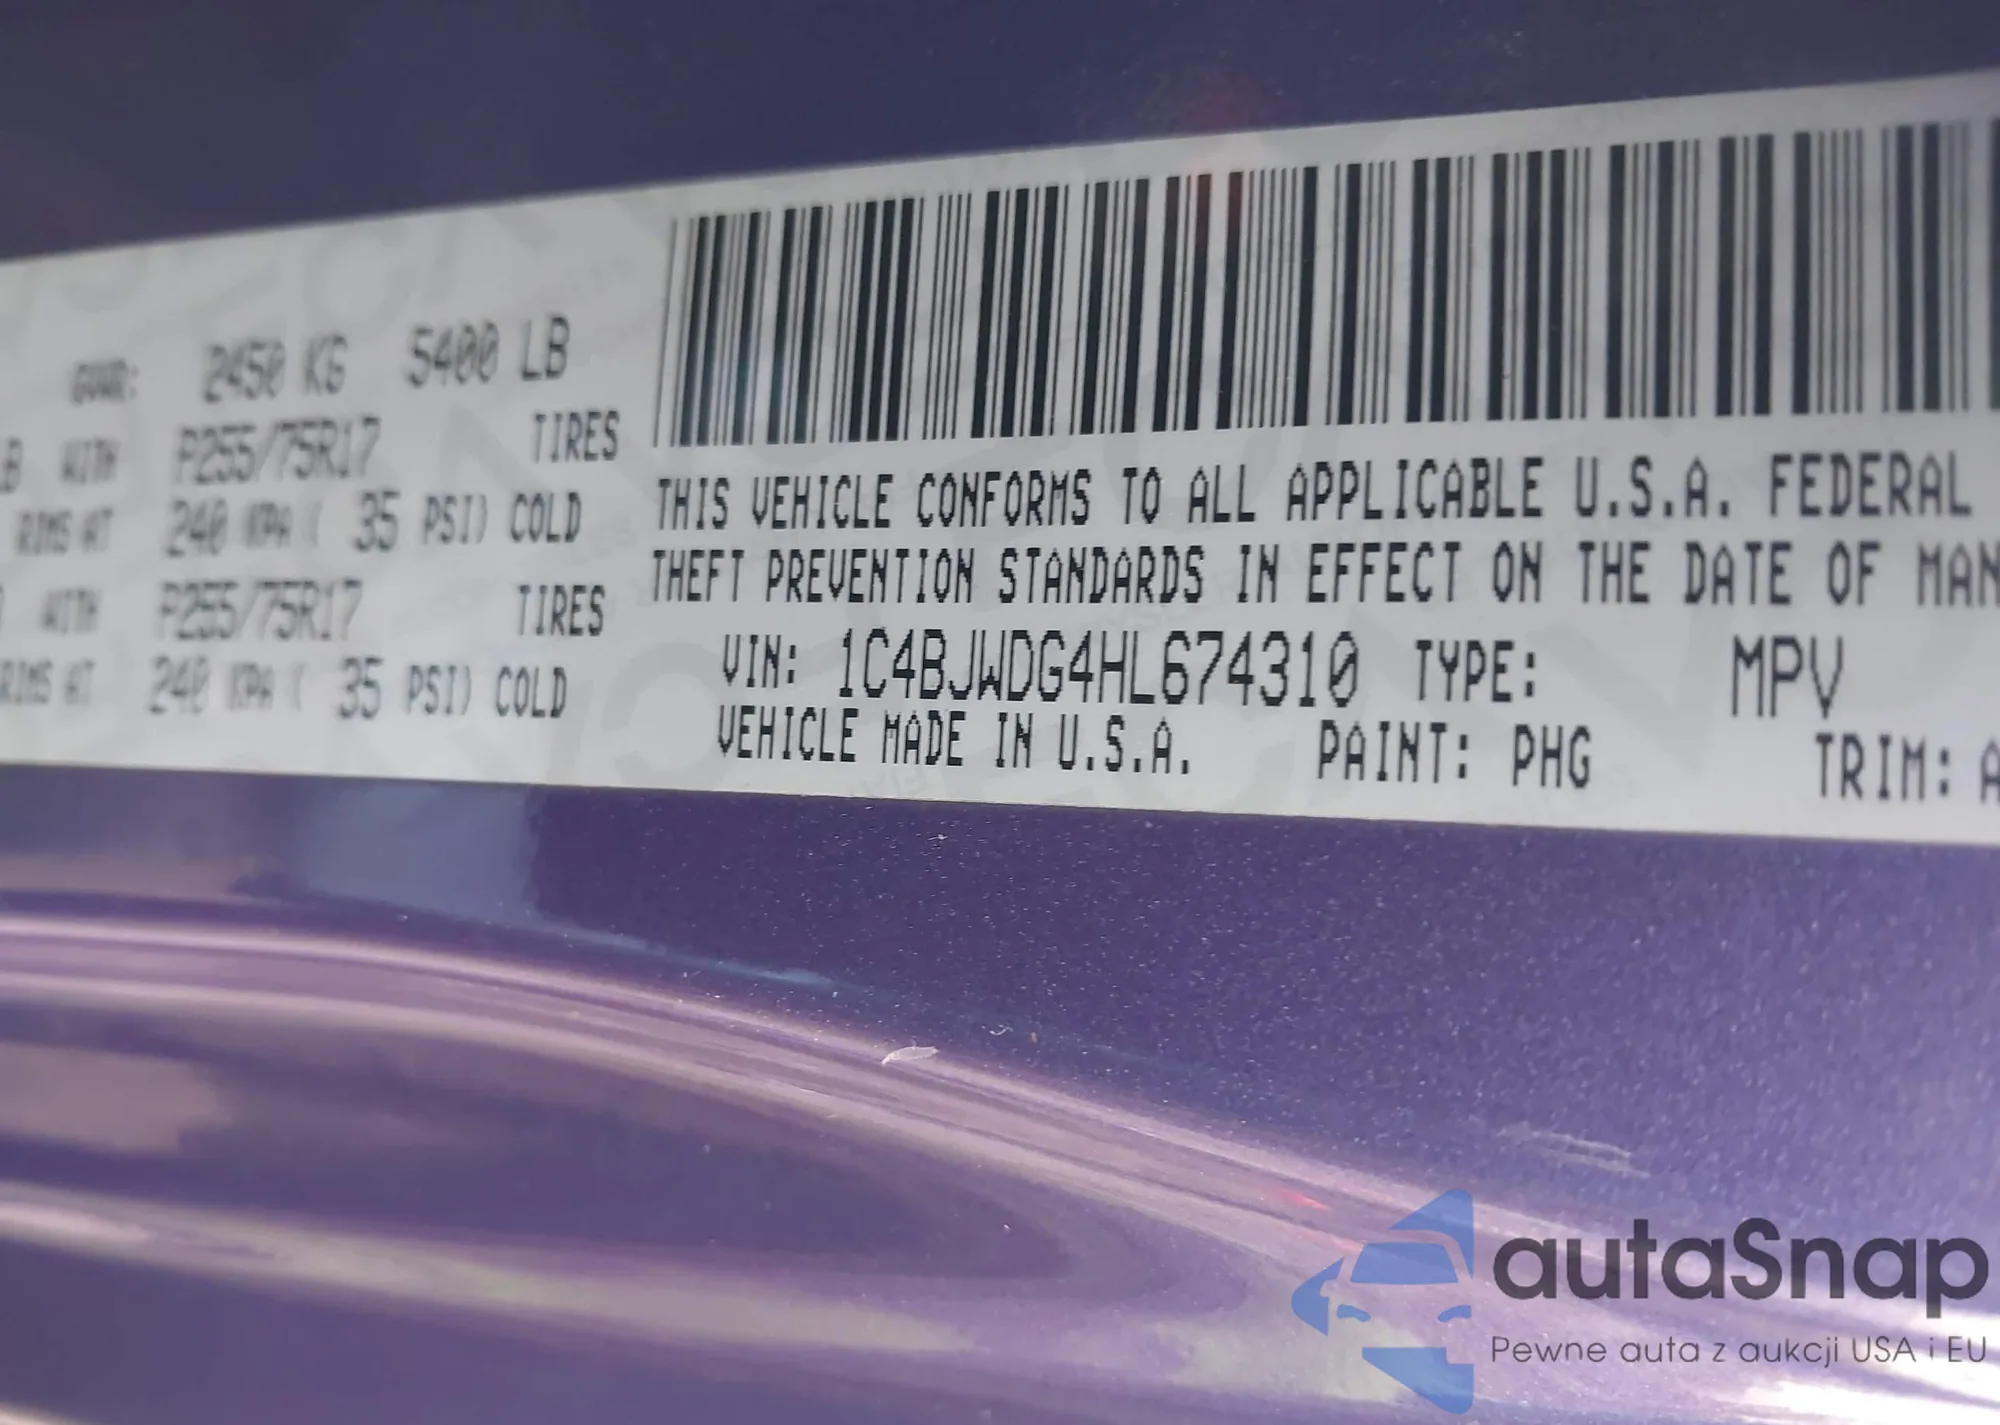 GVWR: 2450 KG 5400 LB
B WITH P255/75R17 TIRES
RIMS AT 240 KPA ( 35 PSI) COLD
WITH P255/75R17 TIRES
RIMS AT 240 KPA ( 35 PSI) COLD
THIS VEHICLE CONFORMS TO ALL APPLICABLE U.S.A. FEDERAL
THEFT PREVENTION STANDARDS IN EFFECT ON THE DATE OF MAN
VIN: 1C4BJWDG4HL674310 TYPE: MPV
VEHICLE MADE IN U.S.A. PAINT: PHG TRIM: A
autaSnap
Pewne auta z aukcji USA i EU